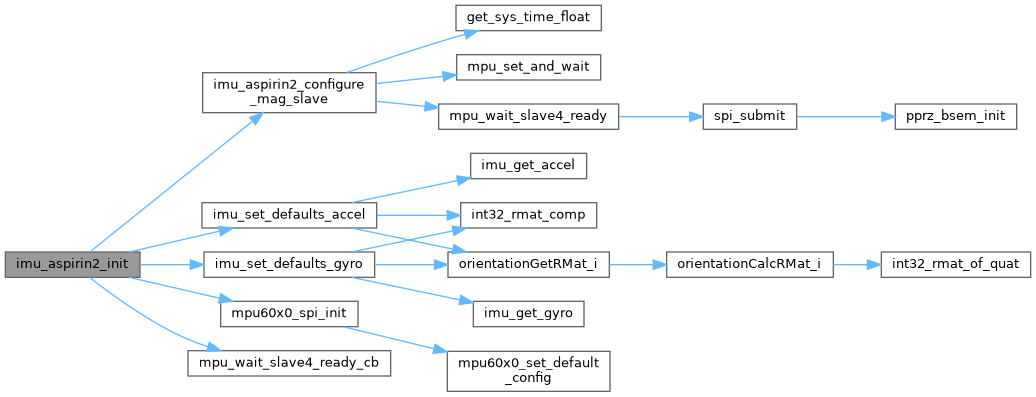 get_sys_time_float
imu_aspirin2_configure
_mag_slave
mpu_set_and_wait
mpu_wait_slave4_ready
spi_submit
pprz_bsem_init
imu_get_accel
imu_set_defaults_accel
int32_rmat_comp
imu_aspirin2_init
imu_set_defaults_gyro
orientationGetRMat_i
orientationCalcRMat_i
int32_rmat_of_quat
mpu60x0_spi_init
imu_get_gyro
mpu_wait_slave4_ready_cb
mpu60x0_set_default
_config